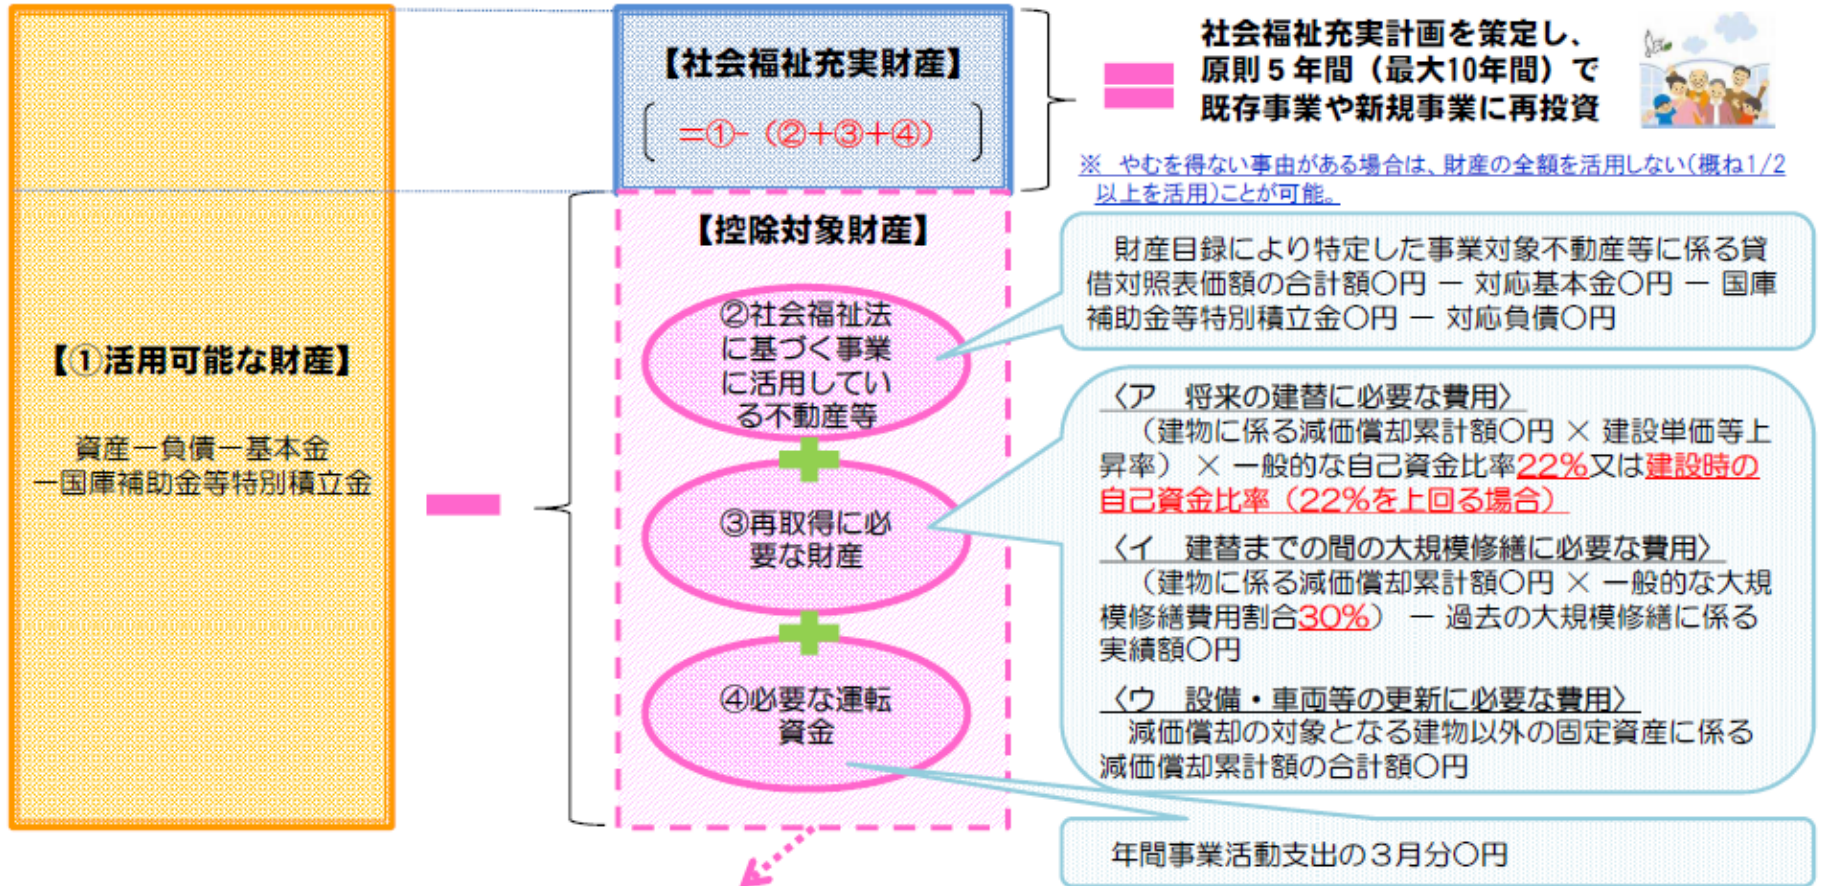 【①活用可能な財産】
資産－負債－基本金
－国庫補助金等特別積立金
【社会福祉充実財産】
＝①-（②＋③＋④）
社会福祉充実計画を策定し、
原則５年間（最大10年間）で
既存事業や新規事業に再投資
※　やむを得ない事由がある場合は、財産の全額を活用しない（概ね1/2
以上を活用）ことが可能。
【控除対象財産】
②社会福祉法
に基づく事業
に活用してい
る不動産等
③再取得に必
要な財産
④必要な運転
資金
財産目録により特定した事業対象不動産等に係る貸
借対照表価額の合計額〇円 － 対応基本金〇円 － 国庫
補助金等特別積立金〇円 － 対応負債〇円
〈ア　将来の建替に必要な費用〉
（建物に係る減価償却累計額〇円 × 建設単価等上
昇率） × 一般的な自己資金比率22％又は建設時の
自己資金比率（22％を上回る場合）
〈イ　建替までの間の大規模修繕に必要な費用〉
（建物に係る減価償却累計額〇円 × 一般的な大規
模修繕費用割合30％） － 過去の大規模修繕に係る
実績額〇円
〈ウ　設備・車両等の更新に必要な費用〉
減価償却の対象となる建物以外の固定資産に係る
減価償却累計額の合計額〇円
年間事業活動支出の３月分〇円